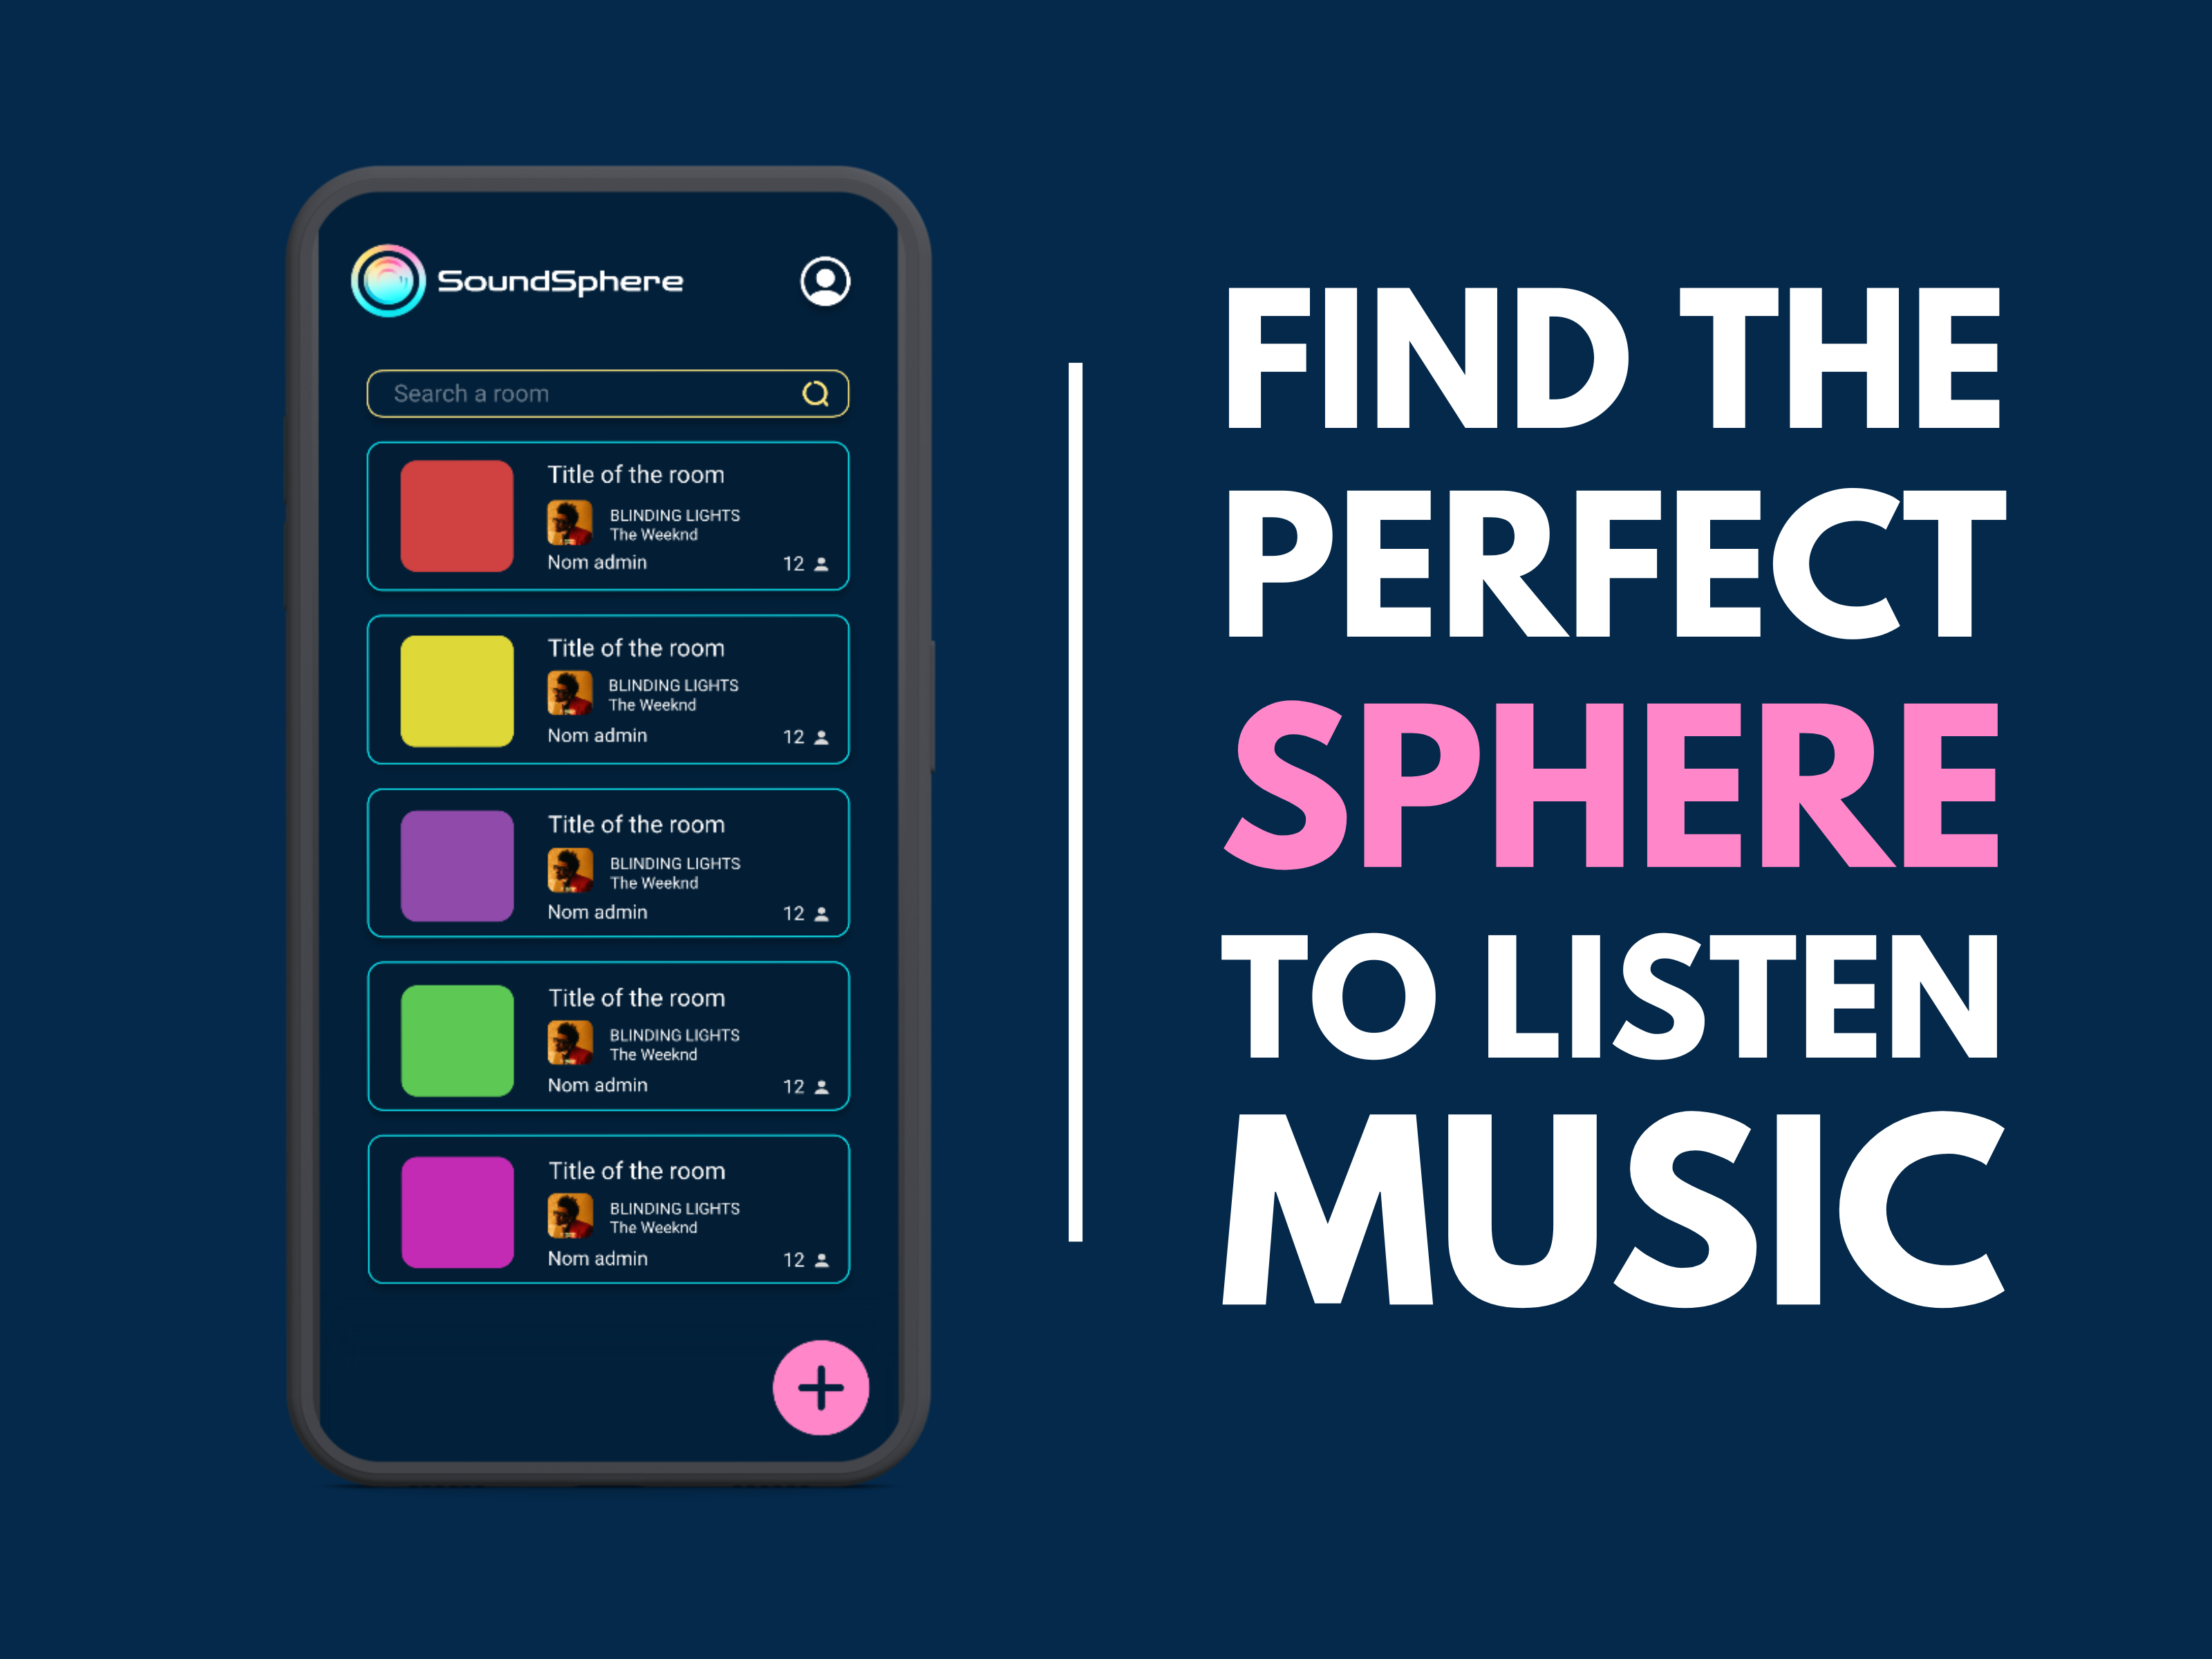 SoundSphere
Search a room
Title of the room
BLINDING LIGHTS
The Weeknd
Nom admin
12
Title of the room
BLINDING LIGHTS
The Weeknd
Nom admin
12
Title of the room
BLINDING LIGHTS
The Weeknd
Nom admin
12
Title of the room
BLINDING LIGHTS
The Weeknd
Nom admin
12
Title of the room
BLINDING LIGHTS
The Weeknd
Nom admin
12
FIND THE
PERFECT
SPHERE
TO LISTEN
MUSIC